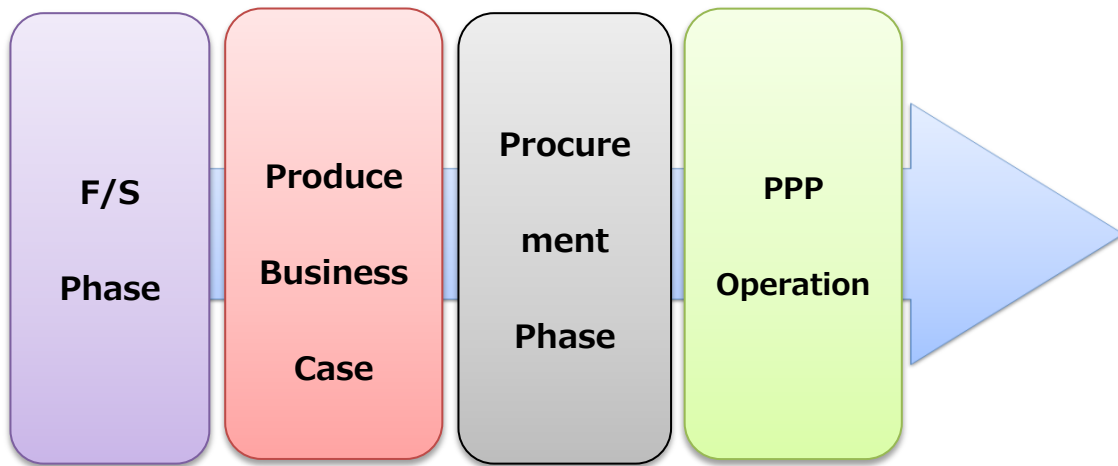 F/S
Phase
Produce
Business
Case
Procure
ment
Phase
PPP
Operation